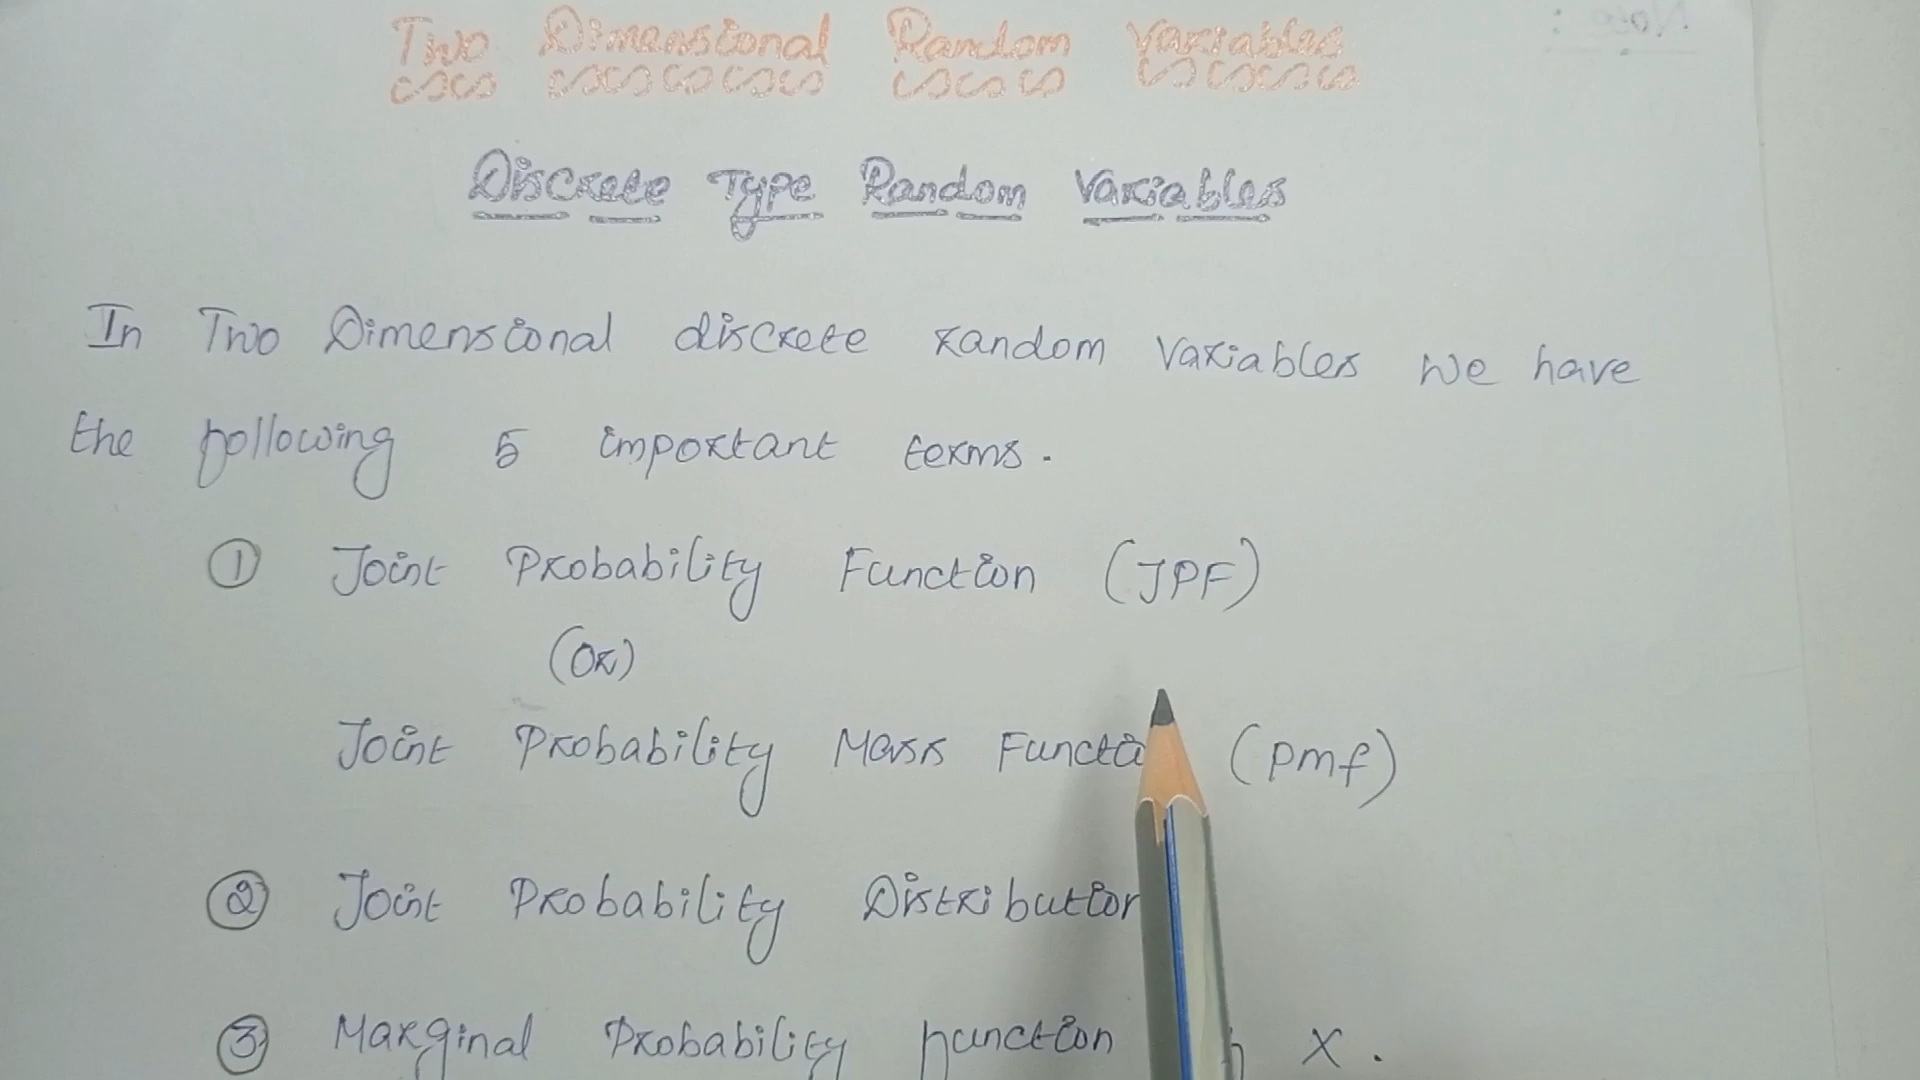 Two Dimensional Random Variables
Discrete Type Random Variables
In Two Dimensional discrete random variables we have
the following 5 important terms.
① Joint Probability Function (JPF)
(Or)
Joint Probability Mass Functio (Pmf)
② Joint Probability Distribution
③ Marginal Probability function X.